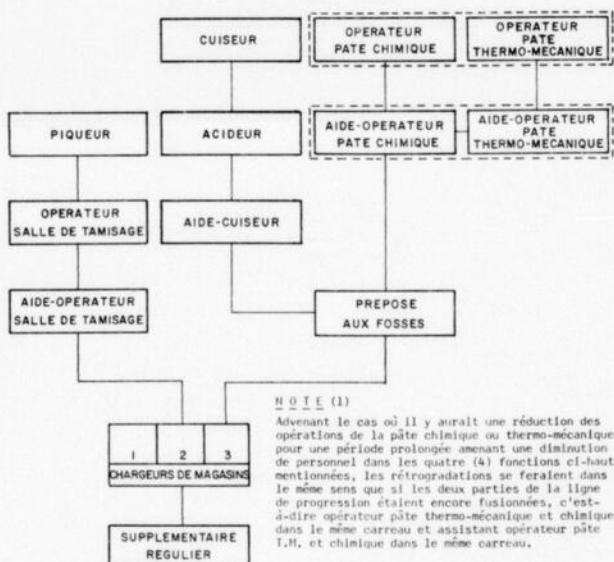 CUISEUR
OPERATEUR
PATE CHIMIQUE
OPERATEUR
PATE
THERMO-MECANIQUE
PIQUEUR
ACIDEUR
AIDE-OPERATEUR
PATE CHIMIQUE
AIDE-OPERATEUR
PATE
THERMO-MECANIQUE
OPERATEUR
SALLE DE TAMISAGE
AIDE-CUISEUR
AIDE-OPERATEUR
SALLE DE TAMISAGE
PREPOSE
AUX FOSSES
1 2 3
CHARGEURS DE MAGASINS
SUPPLEMENTAIRE
REGULIER
NOTE (1)
Advenant le cas où il y aurait une réduction des
opérations de la pâte chimique ou thermo-mécanique
pour une période prolongée amenant une diminution
de personnel dans les quatre (4) fonctions ci-haut
mentionnées, les rétrogradations se feraient dans
le même sens que si les deux parties de la ligne
de progression étaient encore fusionnées, c'est-
à-dire opérateur pâte thermo-mécanique et chimique
dans le même carreau et assistant opérateur pâte
T.M. et chimique dans le même carreau.